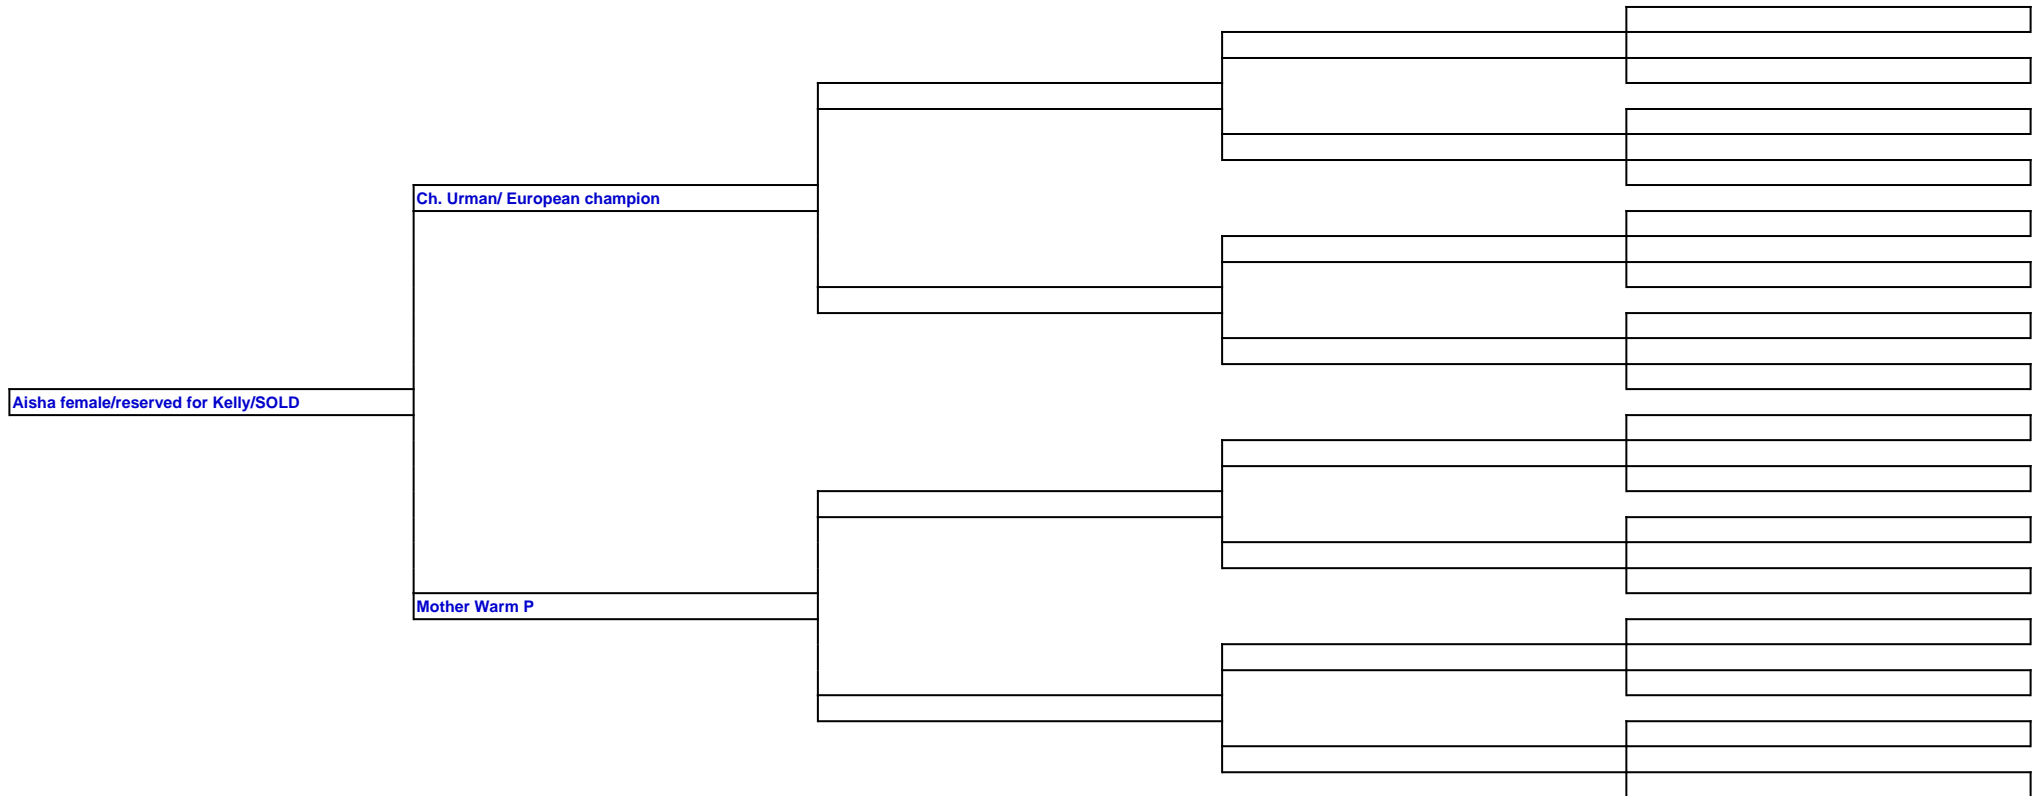 Ch. Urman/ European champion
Aisha female/reserved for Kelly/SOLD
Mother Warm P